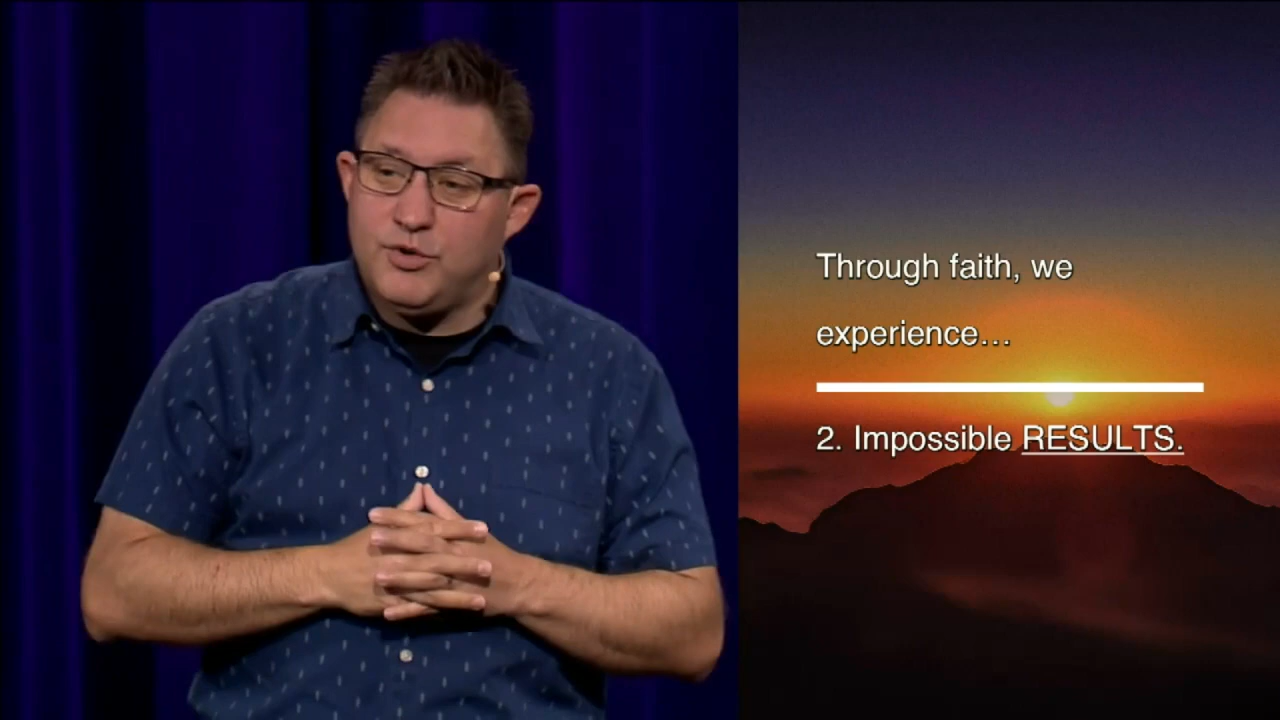 Through faith, we
experience…
2. Impossible RESULTS.